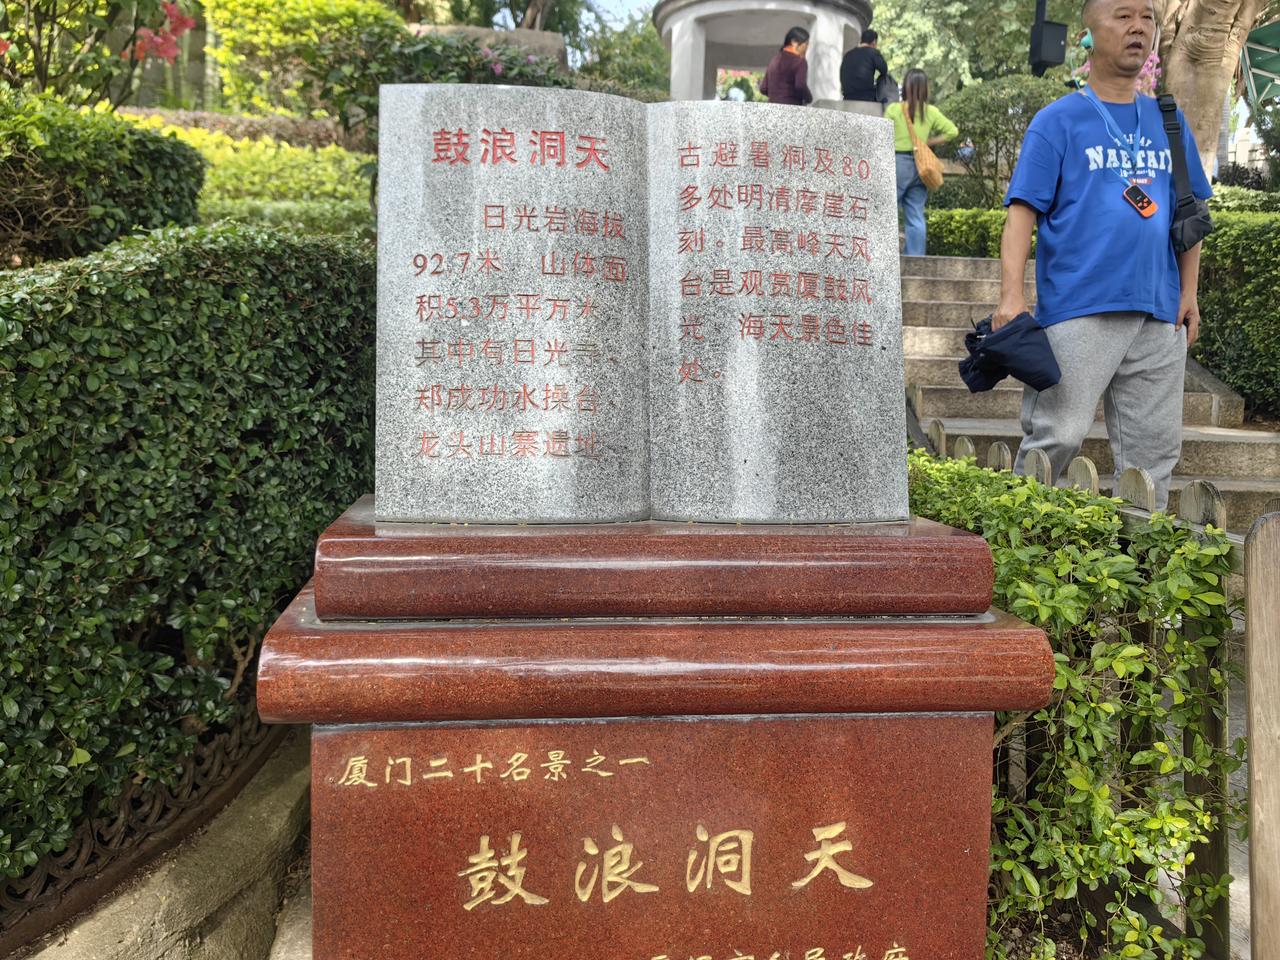 鼓浪洞天
日光岩海拔
92.7米 山体面
积5.3万平方米
其中有日光寺、
郑成功水操台、
龙头山寨遗址、
古避暑洞及80
多处明清摩崖石
刻。最高峰天风
台是观赏厦鼓风
光、海天景色佳
处。
厦门二十名景之一
鼓浪洞天